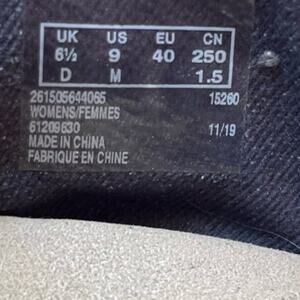 UK US EU CN
6½ 9 40 250
D M 1.5
261505644065 15260
WOMENS/FEMMES
61209630 11/19
MADE IN CHINA
FABRIQUE EN CHINE